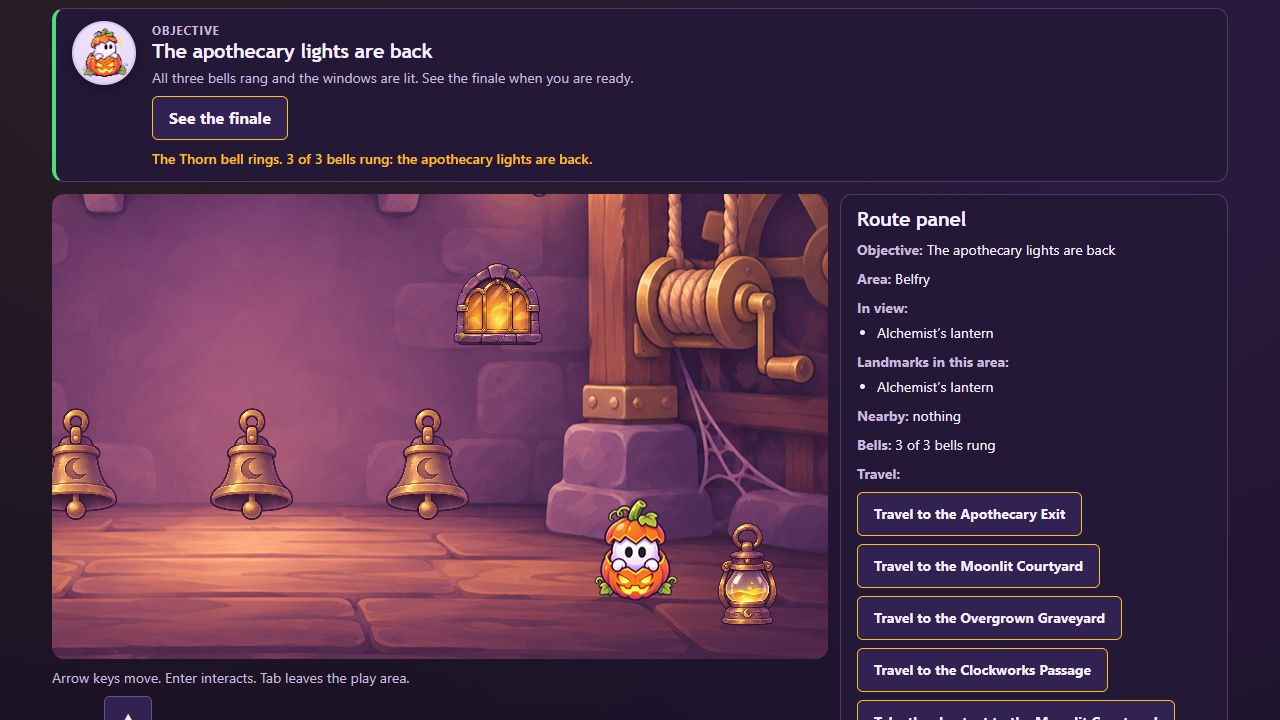 OBJECTIVE
The apothecary lights are back
All three bells rang and the windows are lit. See the finale when you are ready.
See the finale
The Thorn bell rings. 3 of 3 bells rung: the apothecary lights are back.
Arrow keys move. Enter interacts. Tab leaves the play area.
Route panel
Objective: The apothecary lights are back
Area: Belfry
In view:
Alchemist's lantern
Landmarks in this area:
Alchemist's lantern
Nearby: nothing
Bells: 3 of 3 bells rung
Travel:
Travel to the Apothecary Exit
Travel to the Moonlit Courtyard
Travel to the Overgrown Graveyard
Travel to the Clockworks Passage